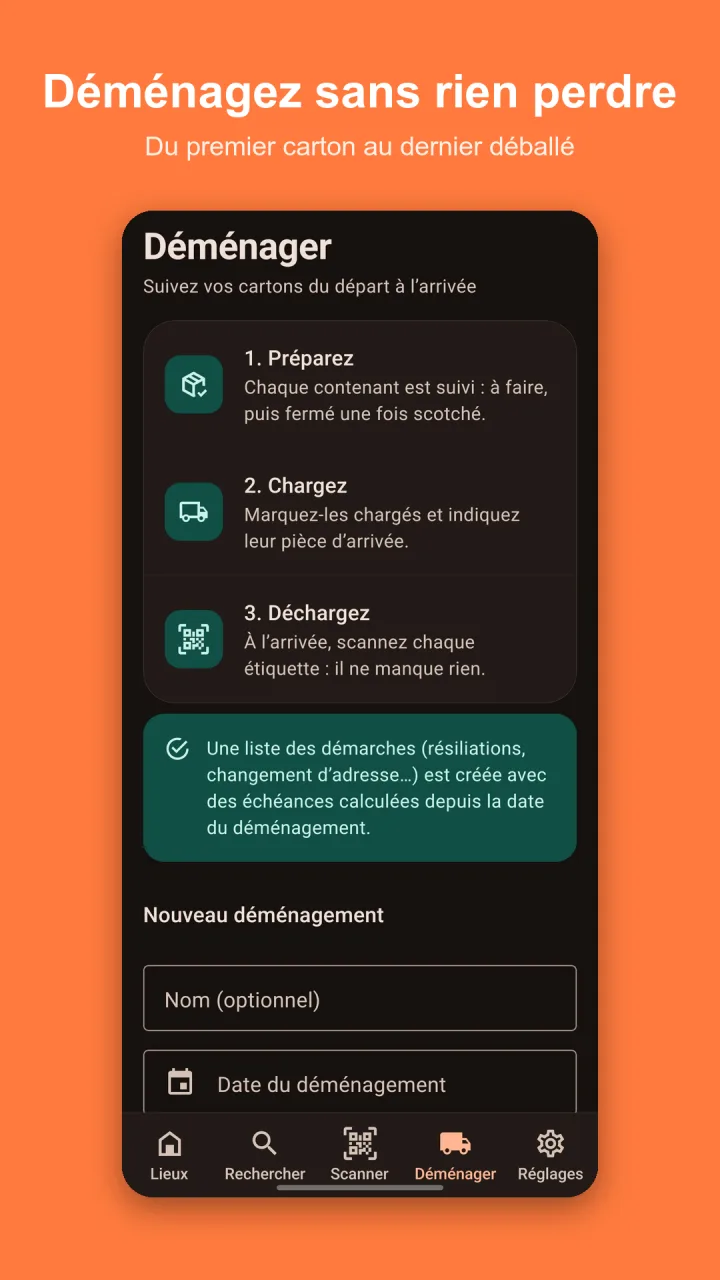 Déménagez sans rien perdre
Du premier carton au dernier déballé
Déménager
Suivez vos cartons du départ à l’arrivée
1. Préparez
Chaque contenant est suivi : à faire,
puis fermé une fois scotché.
2. Chargez
Marquez-les chargés et indiquez
leur pièce d’arrivée.
3. Déchargez
À l’arrivée, scannez chaque
étiquette : il ne manque rien.
Une liste des démarches (résiliations,
changement d’adresse…) est créée avec
des échéances calculées depuis la date
du déménagement.
Nouveau déménagement
Nom (optionnel)
Date du déménagement
Lieux Rechercher Scanner Déménager Réglages